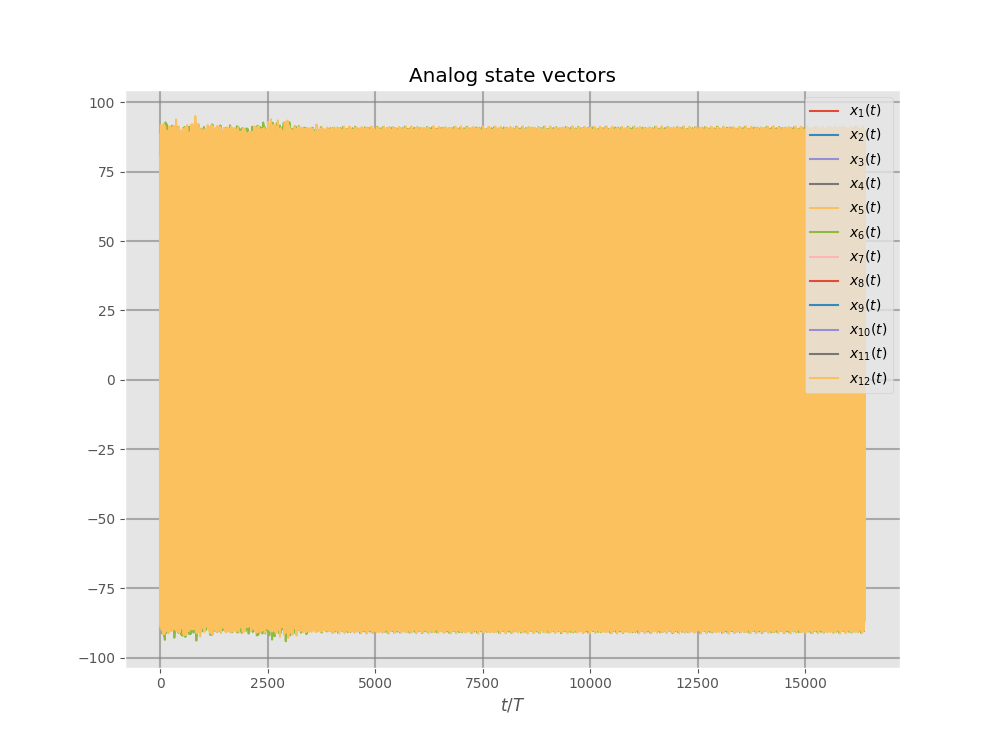 Analog state vectors
100
75
50
25
0
−25
−50
−75
−100
0
2500
5000
7500
10000
12500
15000
t/T
x₁(t)
x₂(t)
x₃(t)
x₄(t)
x₅(t)
x₆(t)
x₇(t)
x₈(t)
x₉(t)
x₁₀(t)
x₁₁(t)
x₁₂(t)